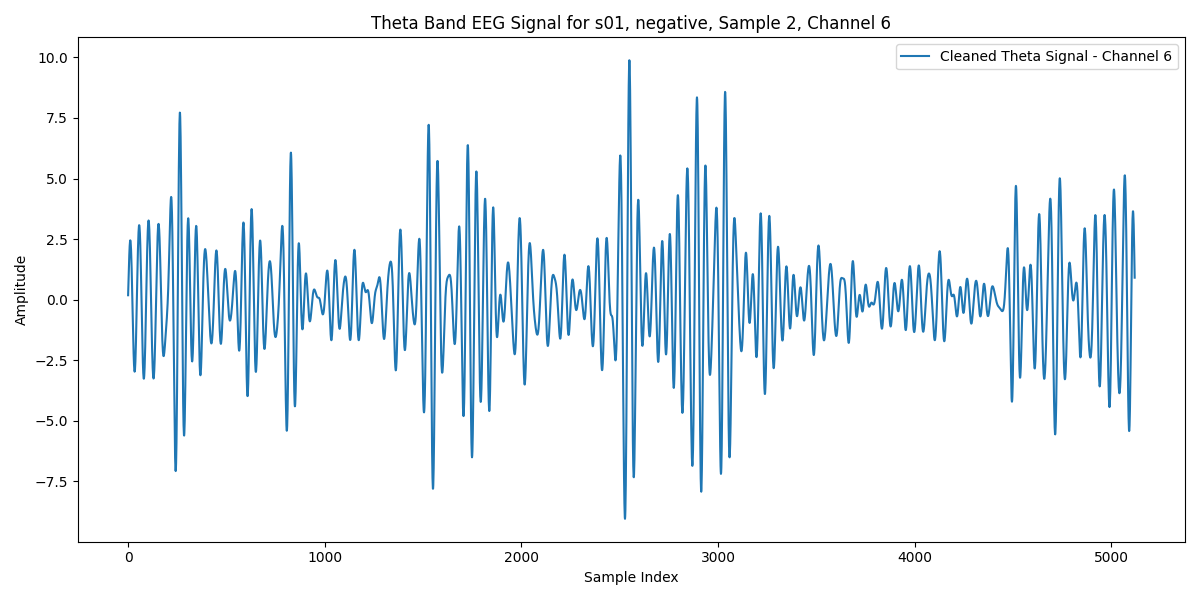 Theta Band EEG Signal for s01, negative, Sample 2, Channel 6
Cleaned Theta Signal - Channel 6
Amplitude
10.0
7.5
5.0
2.5
0.0
−2.5
−5.0
−7.5
0 1000 2000 3000 4000 5000
Sample Index